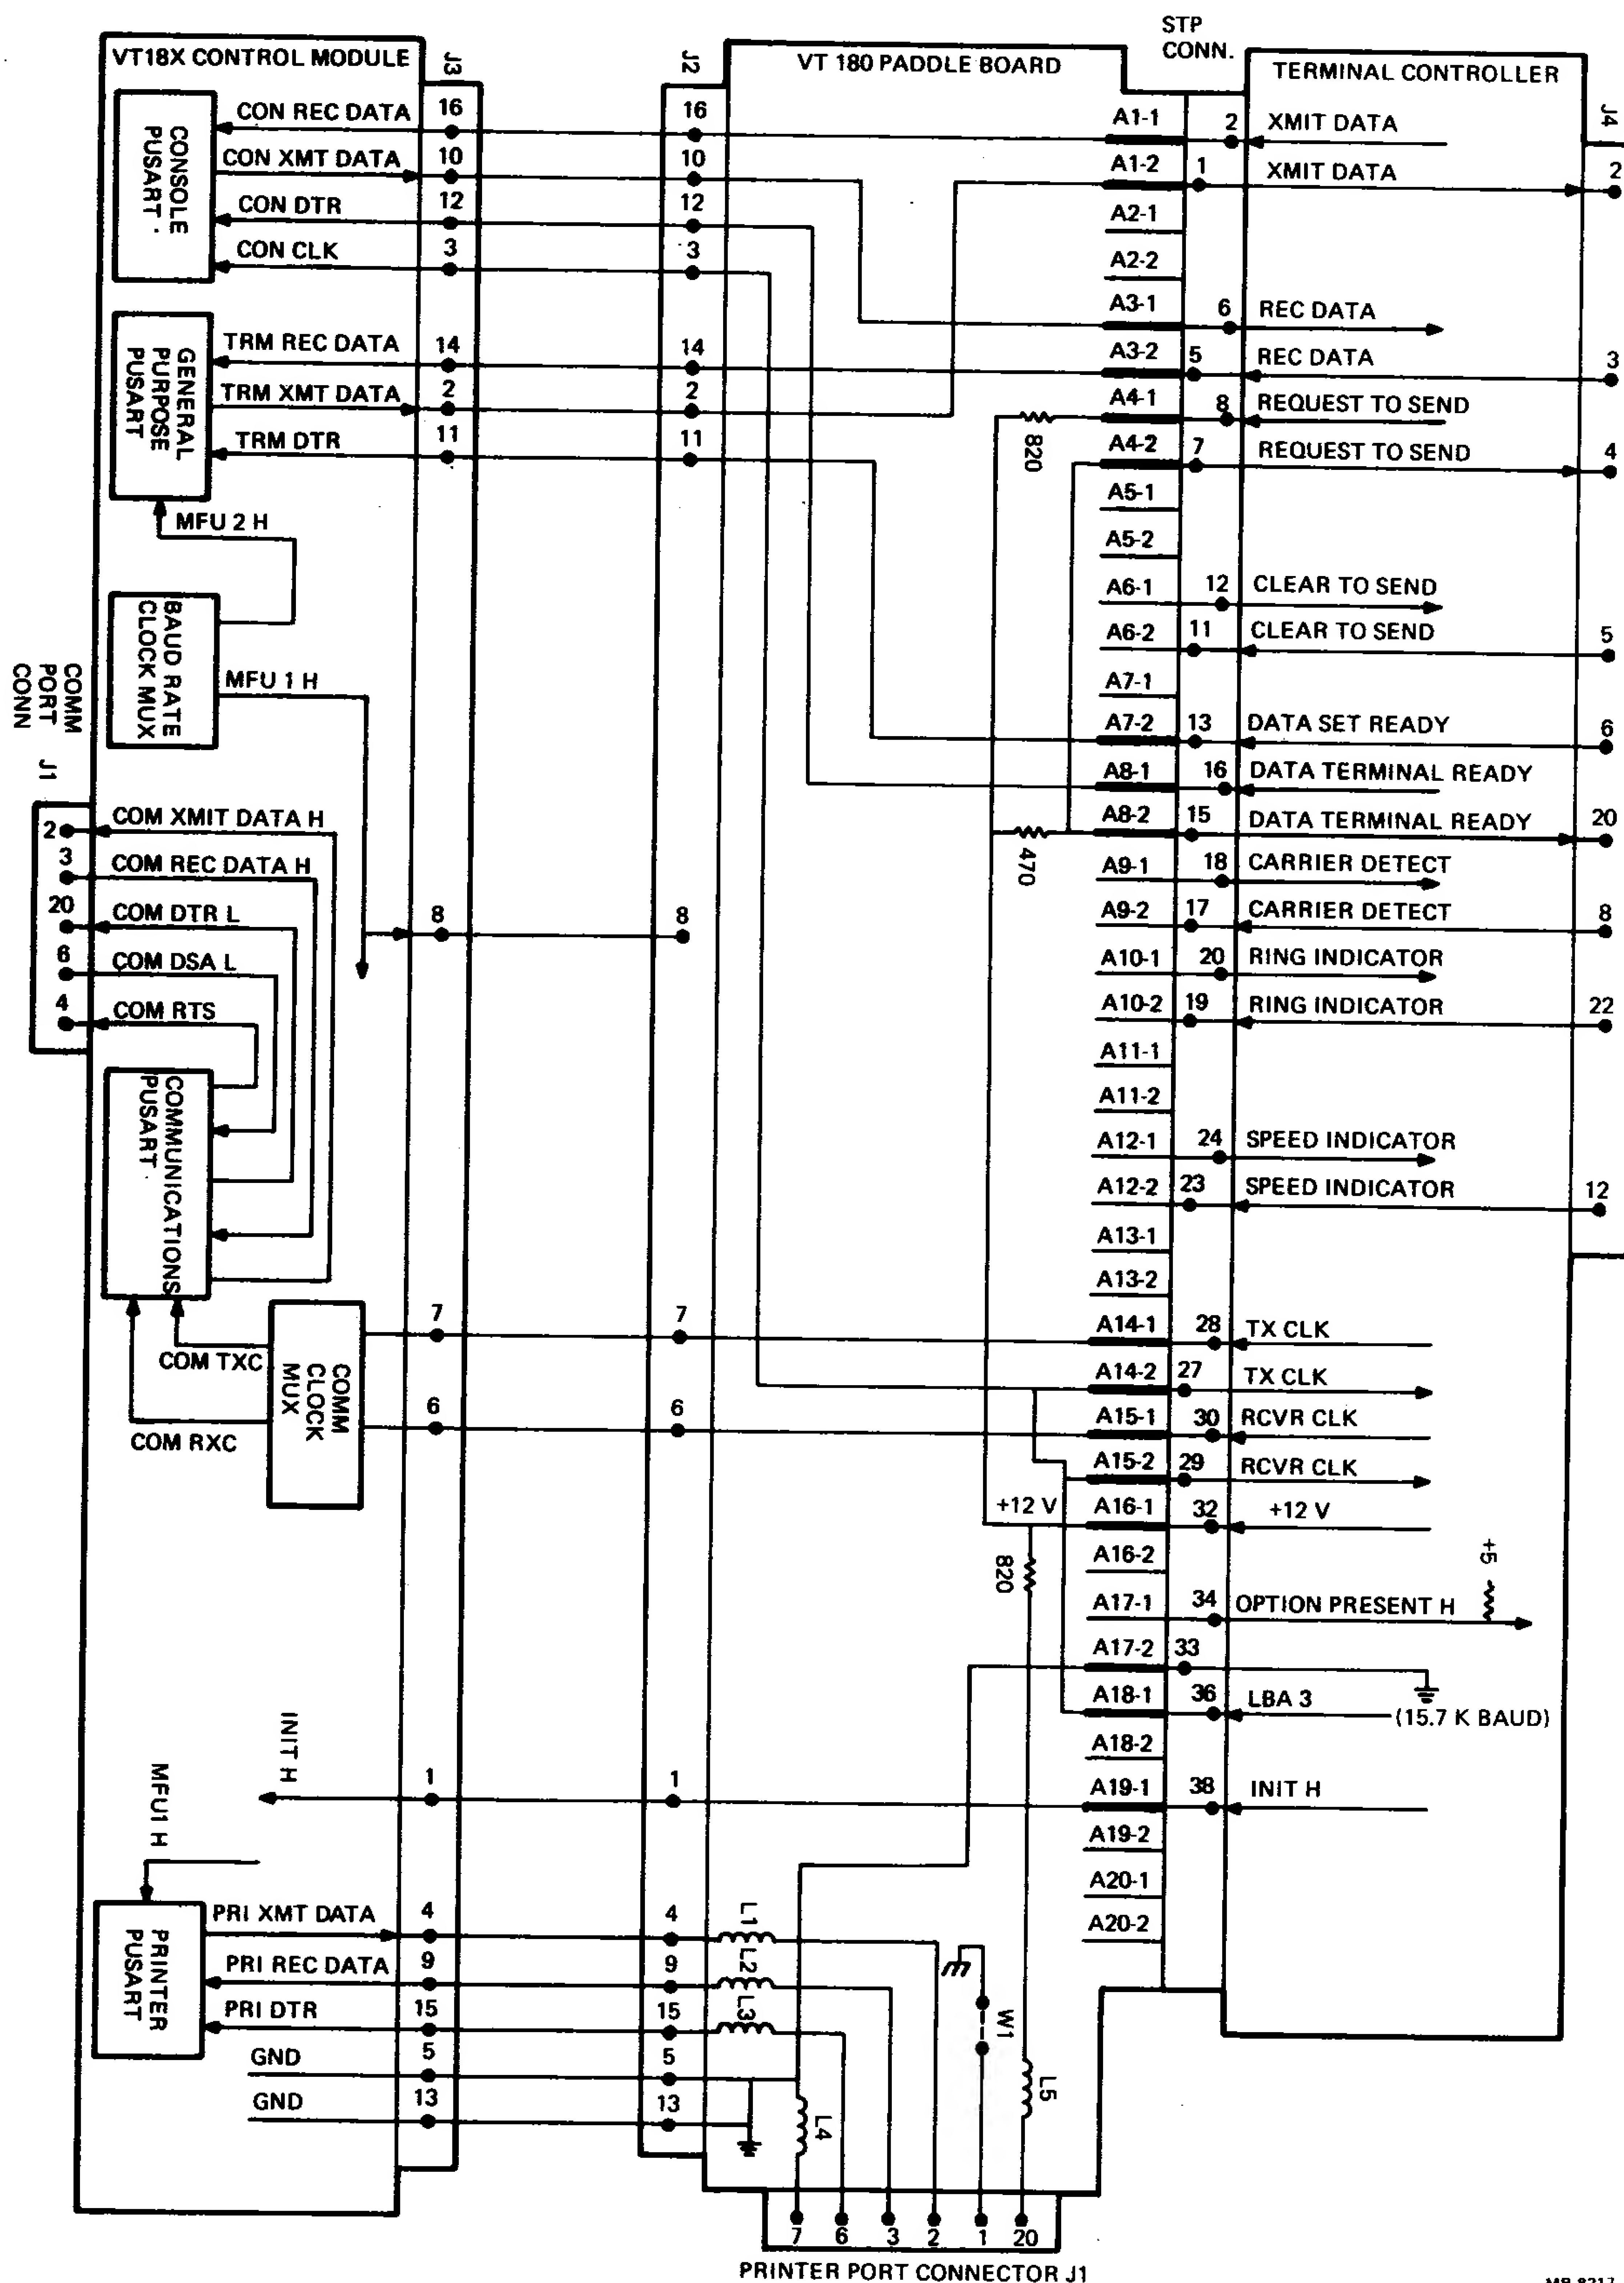 STP
CONN.
VT18X CONTROL MODULE
J3
J2
VT 180 PADDLE BOARD
TERMINAL CONTROLLER
J4
CONSOLE
PUSART
CON REC DATA
16
16
A1-1
2
XMIT DATA
CON XMT DATA
10
10
A1-2
1
XMIT DATA
2
CON DTR
12
12
A2-1
CON CLK
3
3
A2-2
A3-1
6
REC DATA
GENERAL
PURPOSE
PUSART
TRM REC DATA
14
14
A3-2
5
REC DATA
3
TRM XMT DATA
2
2
A4-1
8
REQUEST TO SEND
820
TRM DTR
11
11
A4-2
7
REQUEST TO SEND
4
A5-1
MFU 2 H
A5-2
A6-1
12
CLEAR TO SEND
BAUD RATE
CLOCK MUX
A6-2
11
CLEAR TO SEND
5
MFU 1 H
A7-1
COMM
PORT
CONN
J1
A7-2
13
DATA SET READY
6
A8-1
16
DATA TERMINAL READY
2
COM XMIT DATA H
A8-2
15
DATA TERMINAL READY
20
470
3
COM REC DATA H
A9-1
18
CARRIER DETECT
20
COM DTR L
8
8
A9-2
17
CARRIER DETECT
8
6
COM DSA L
A10-1
20
RING INDICATOR
4
COM RTS
A10-2
19
RING INDICATOR
22
A11-1
COMMUNICATIONS
PUSART
A11-2
A12-1
24
SPEED INDICATOR
A12-2
23
SPEED INDICATOR
12
A13-1
A13-2
7
7
A14-1
28
TX CLK
COM TXC
COMM
CLOCK
MUX
A14-2
27
TX CLK
6
6
A15-1
30
RCVR CLK
COM RXC
A15-2
29
RCVR CLK
+12 V
A16-1
32
+12 V
820
A16-2
+5
A17-1
34
OPTION PRESENT H
A17-2
33
A18-1
36
LBA 3
(15.7 K BAUD)
A18-2
INIT H
1
1
A19-1
38
INIT H
MFU1 H
A19-2
A20-1
PRINTER
PUSART
PRI XMT DATA
4
4
L1
A20-2
PRI REC DATA
9
9
L2
PRI DTR
15
15
L3
W1
GND
5
5
L5
GND
13
13
L4
7
6
3
2
1
20
PRINTER PORT CONNECTOR J1